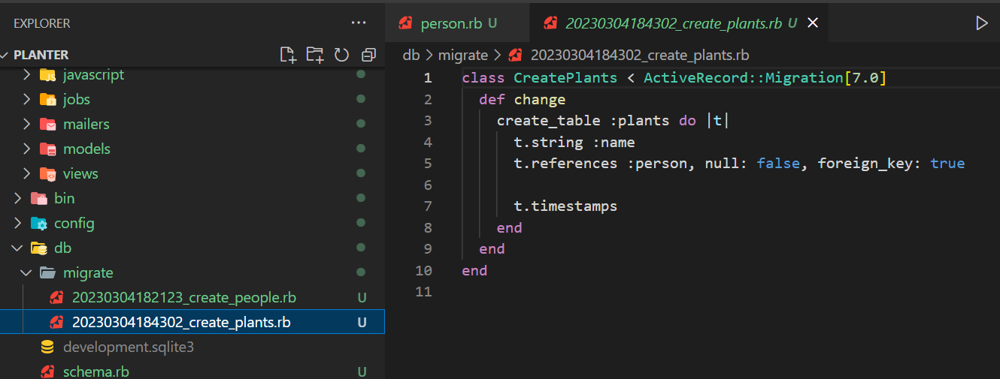 EXPLORER
PLANTER
javascript
jobs
mailers
models
views
bin
config
db
migrate
20230304182123_create_people.rb U
20230304184302_create_plants.rb U
development.sqlite3
schema.rb U
person.rb U
20230304184302_create_plants.rb U
db > migrate > 20230304184302_create_plants.rb
1 class CreatePlants < ActiveRecord::Migration[7.0]
2   def change
3     create_table :plants do |t|
4       t.string :name
5       t.references :person, null: false, foreign_key: true
6
7       t.timestamps
8     end
9   end
10 end
11